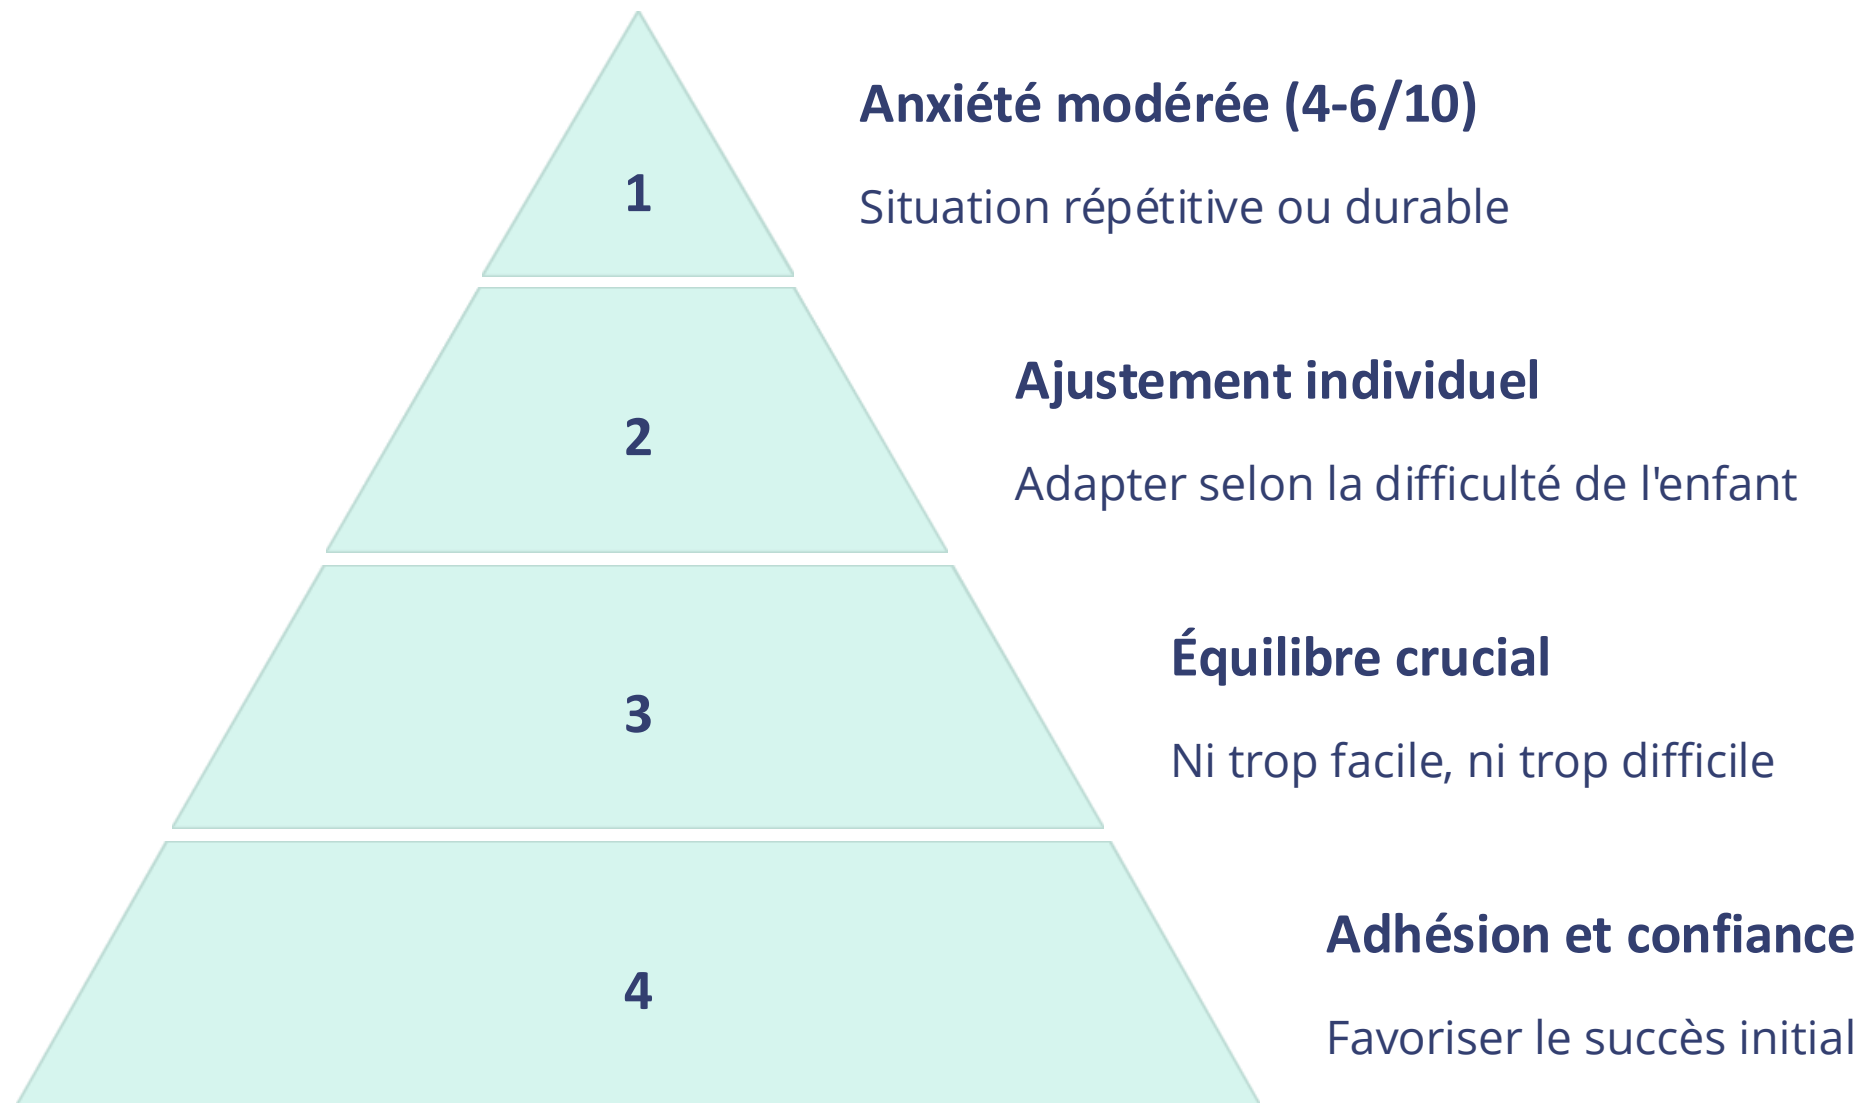 1
Anxiété modérée (4-6/10)
Situation répétitive ou durable
2
Ajustement individuel
Adapter selon la difficulté de l'enfant
3
Équilibre crucial
Ni trop facile, ni trop difficile
4
Adhésion et confiance
Favoriser le succès initial